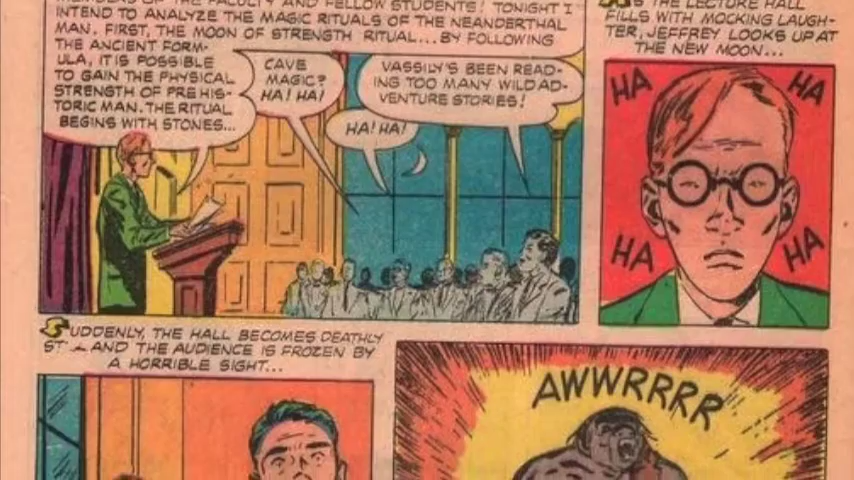 MEMBERS OF THE FACULTY AND FELLOW STUDENTS! TONIGHT I
INTEND TO ANALYZE THE MAGIC RITUALS OF THE NEANDERTHAL
MAN. FIRST, THE MOON OF STRENGTH RITUAL... BY FOLLOWING
THE ANCIENT FORM-
ULA, IT IS POSSIBLE
TO GAIN THE PHYSICAL
STRENGTH OF PREHIS-
TORIC MAN. THE RITUAL
BEGINS WITH STONES...
CAVE
MAGIC?
HA! HA!
VASSILY'S BEEN READ-
ING TOO MANY WILD AD-
VENTURE STORIES!
HA! HA!
AS THE LECTURE HALL
FILLS WITH MOCKING LAUGH-
TER, JEFFREY LOOKS UP AT
THE NEW MOON...
HA
HA
HA
HA
SUDDENLY, THE HALL BECOMES DEATHLY
AND THE AUDIENCE IS FROZEN BY
A HORRIBLE SIGHT...
AWWRRRR